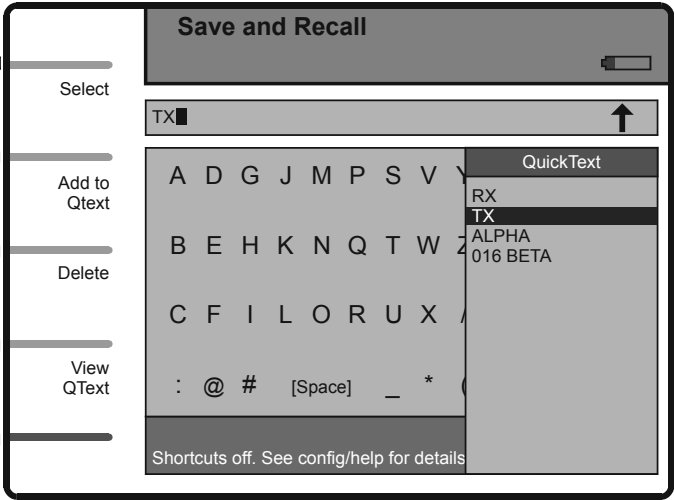 Save and Recall
Select
TX
Add to
Qtext
Delete
View
QText
A D G J M P S V Y
B E H K N Q T W Z
C F I L O R U X /
: @ # [Space] _ * (
QuickText
RX
TX
ALPHA
016 BETA
Shortcuts off. See config/help for details